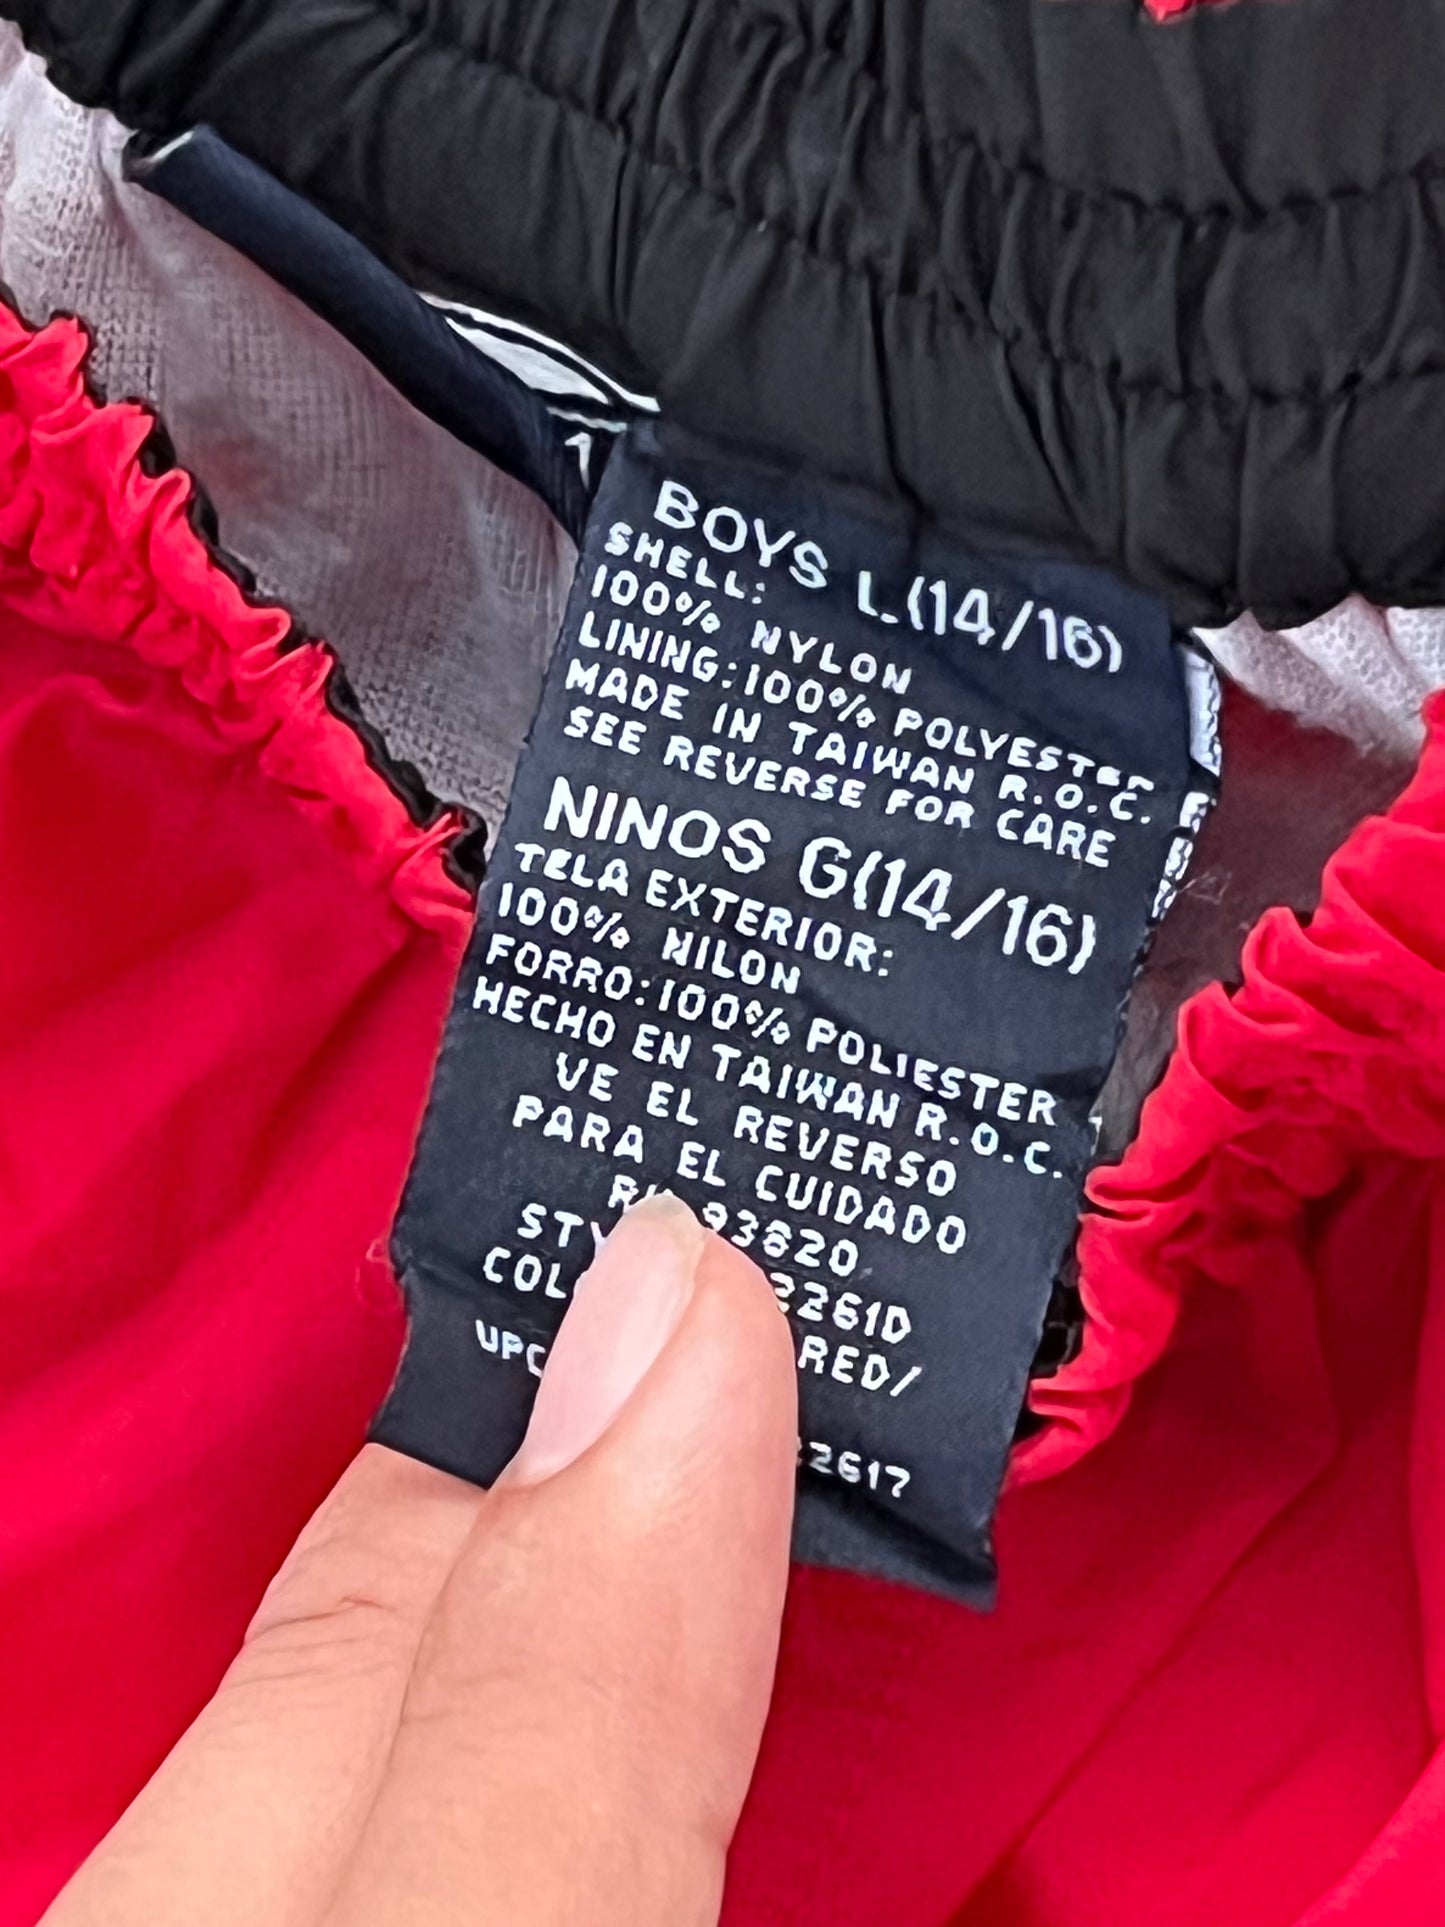 BOYS L(14/16)
SHELL:
100% NYLON
LINING:100% POLYESTER
MADE IN TAIWAN R.O.C.
SEE REVERSE FOR CARE
NINOS G(14/16)
TELA EXTERIOR:
100% NILON
FORRO:100% POLIESTER
HECHO EN TAIWAN R.O.C.
VE EL REVERSO
PARA EL CUIDADO
RED/